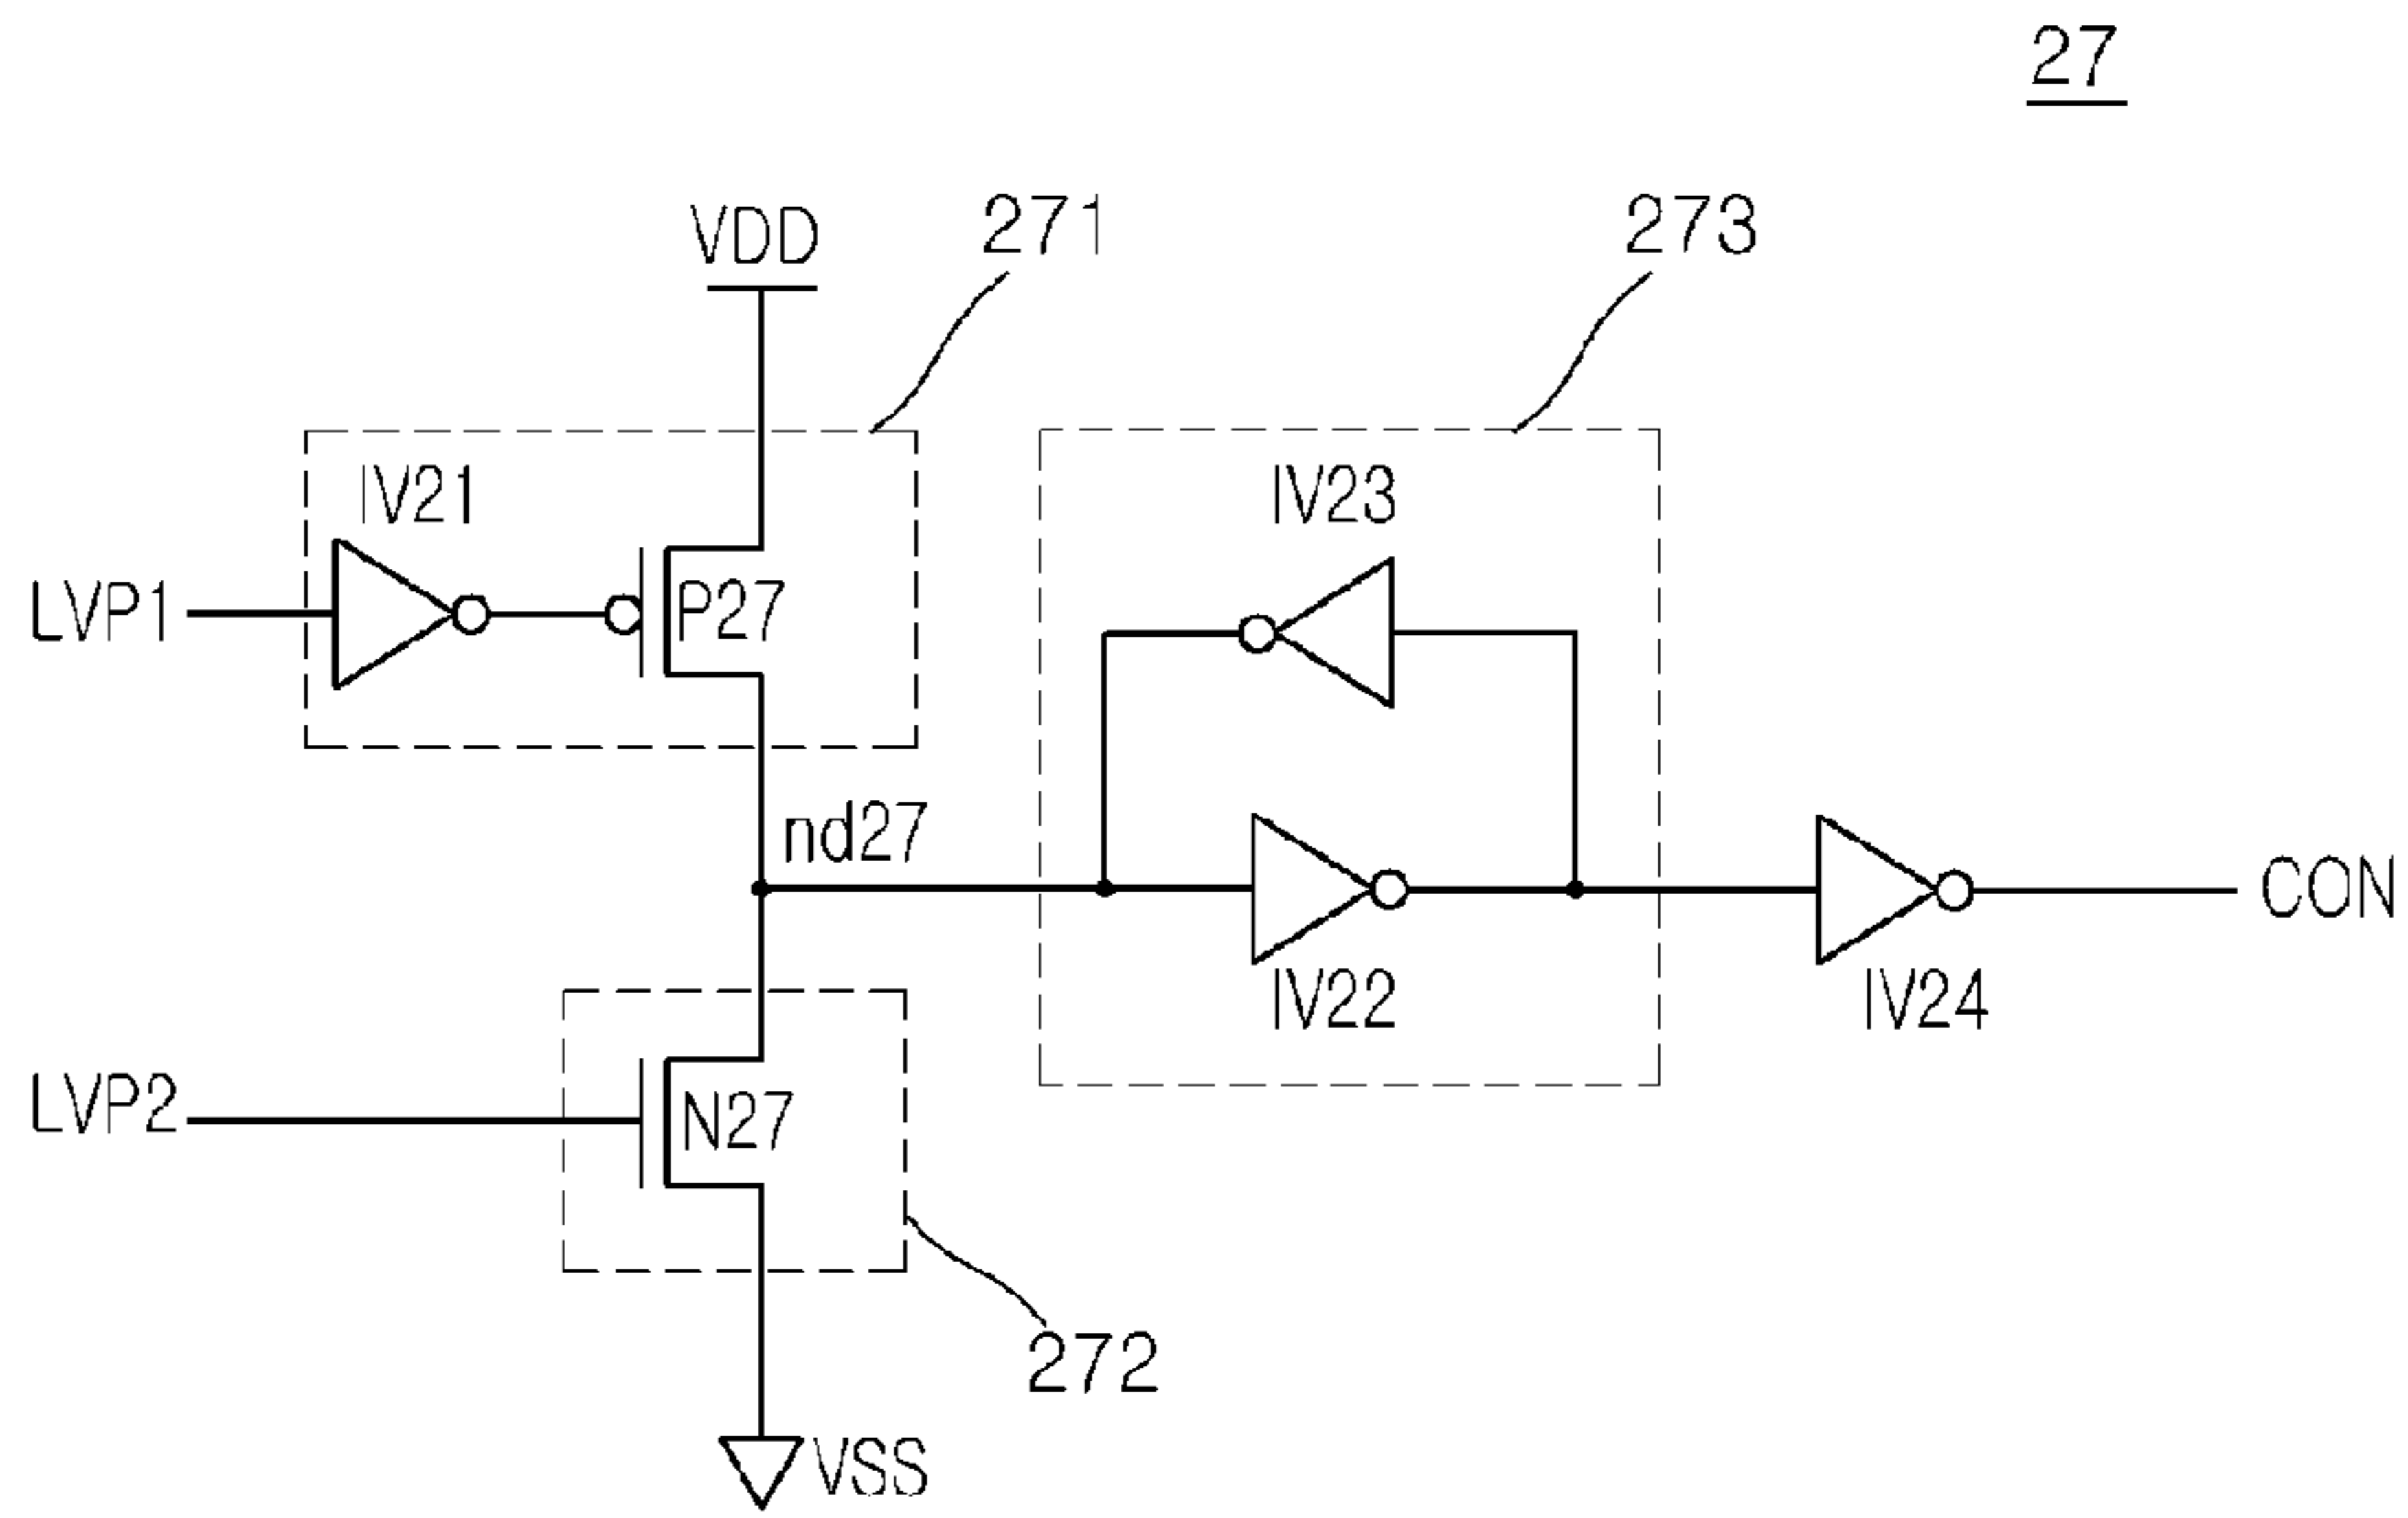 27
271
273
VDD
IV21
IV23
LVP1
P27
nd27
CON
IV22
IV24
LVP2
N27
272
VSS